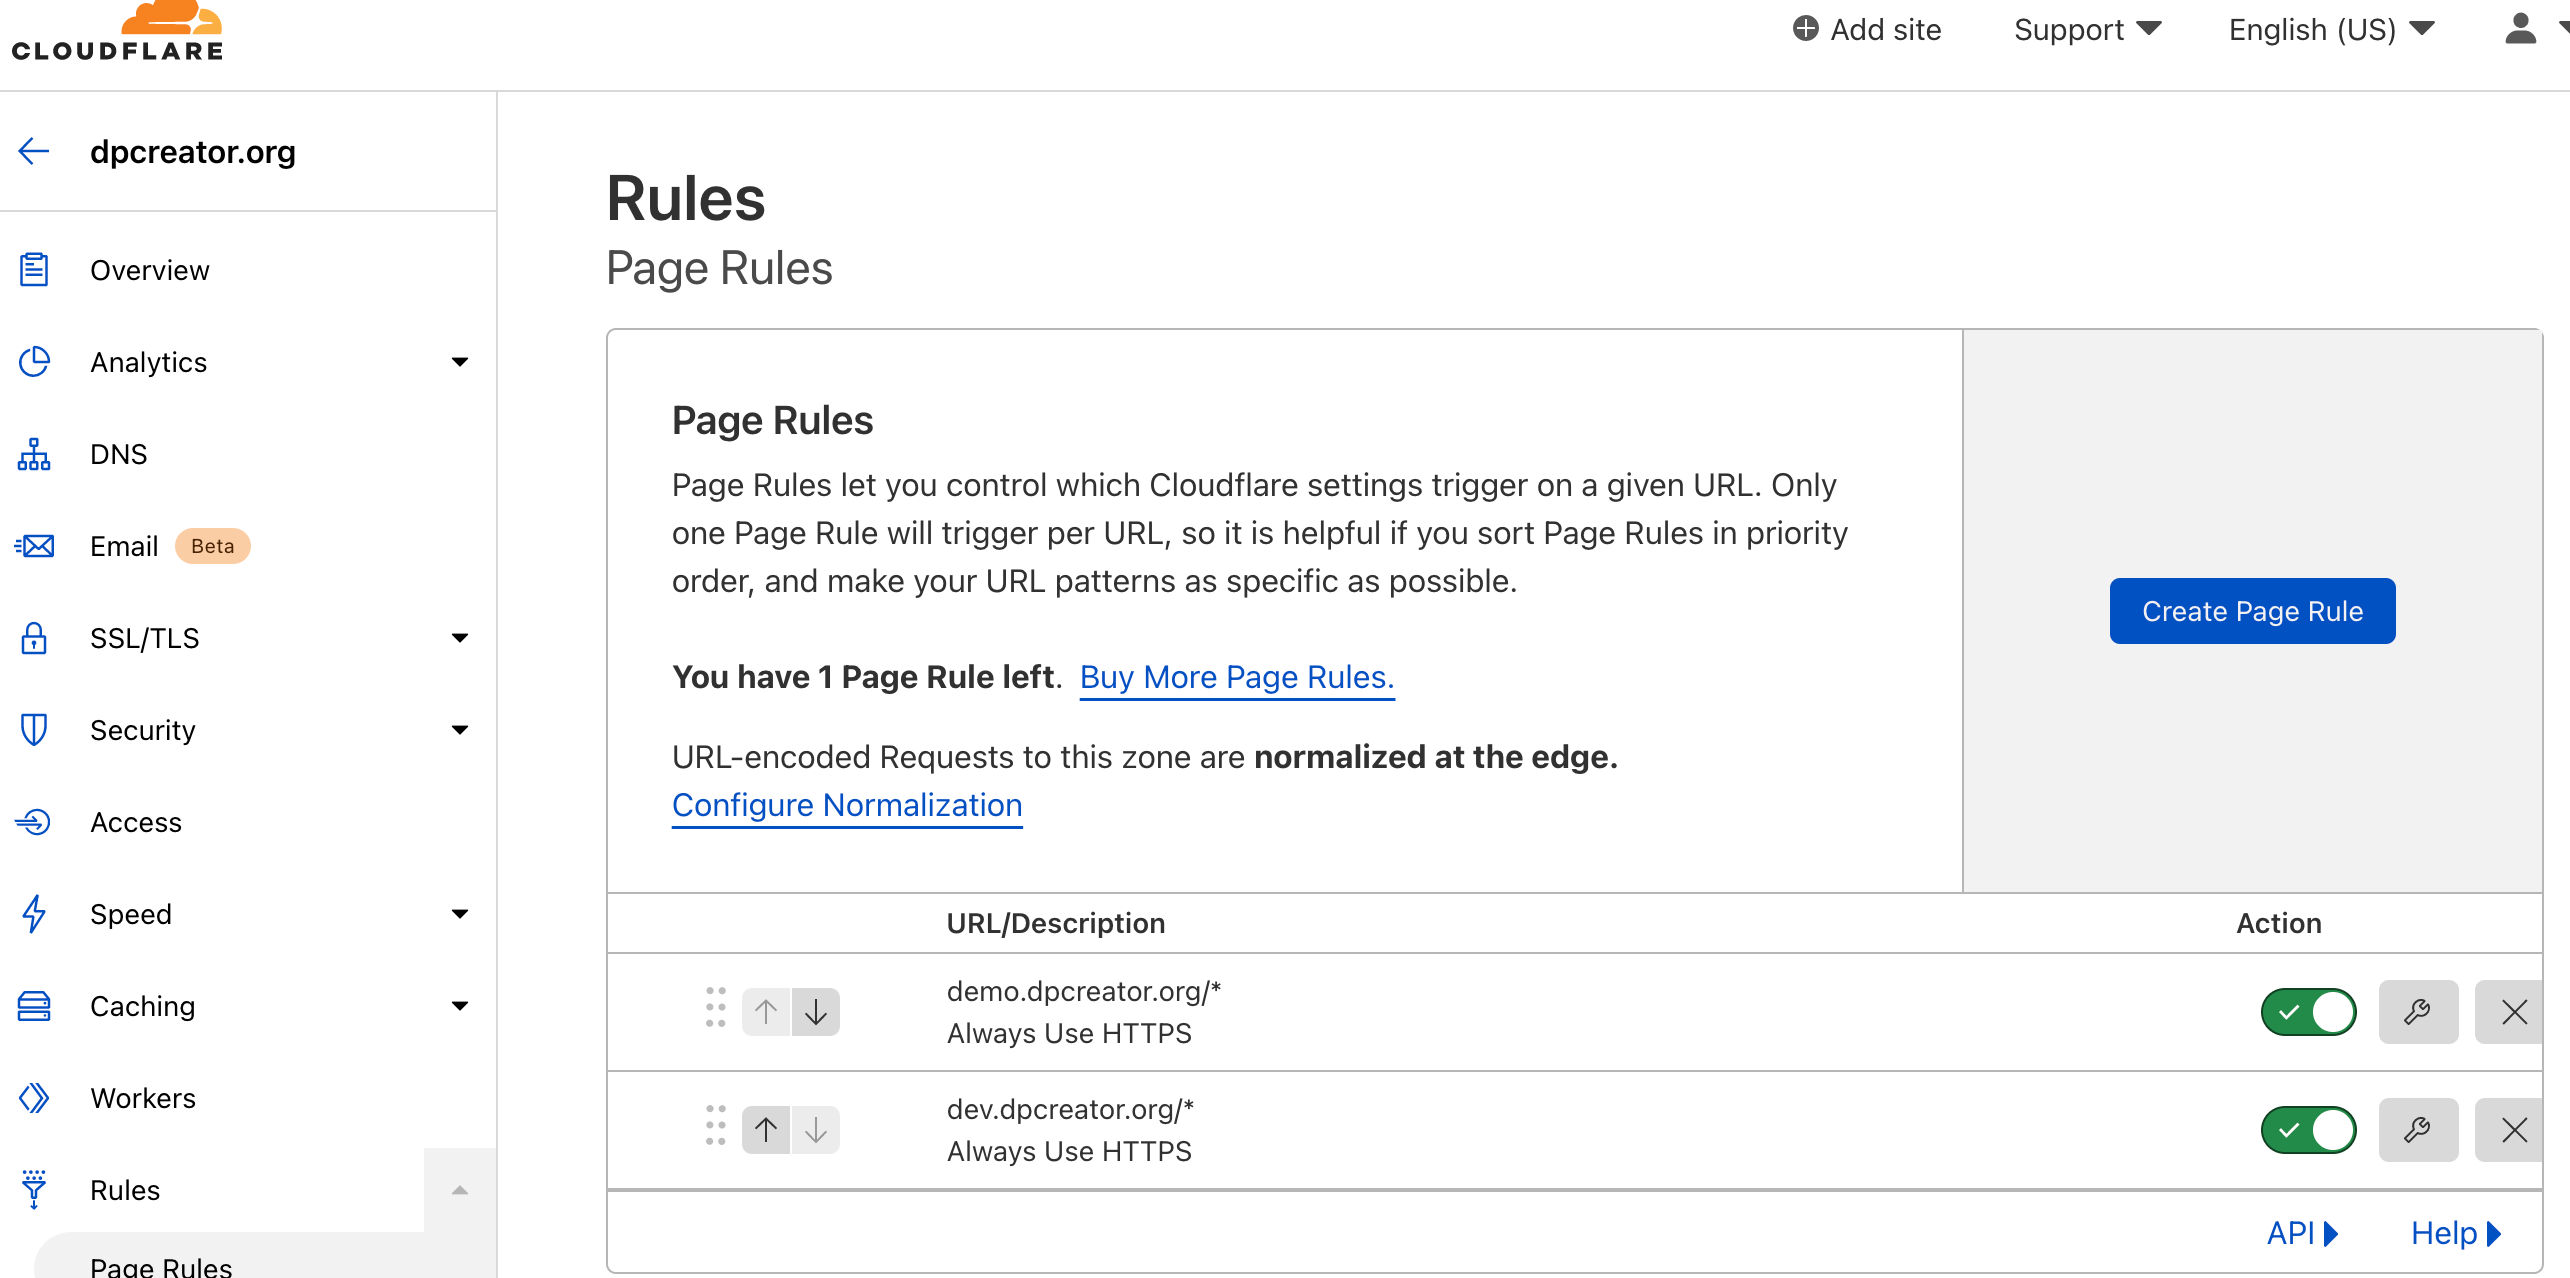 CLOUDFLARE
Add site
Support
English (US)
dpcreator.org
Overview
Analytics
DNS
Email Beta
SSL/TLS
Security
Access
Speed
Caching
Workers
Rules
Page Rules
Rules
Page Rules
Page Rules
Page Rules let you control which Cloudflare settings trigger on a given URL. Only
one Page Rule will trigger per URL, so it is helpful if you sort Page Rules in priority
order, and make your URL patterns as specific as possible.
You have 1 Page Rule left. Buy More Page Rules.
URL-encoded Requests to this zone are normalized at the edge.
Configure Normalization
Create Page Rule
URL/Description
Action
demo.dpcreator.org/*
Always Use HTTPS
dev.dpcreator.org/*
Always Use HTTPS
API
Help